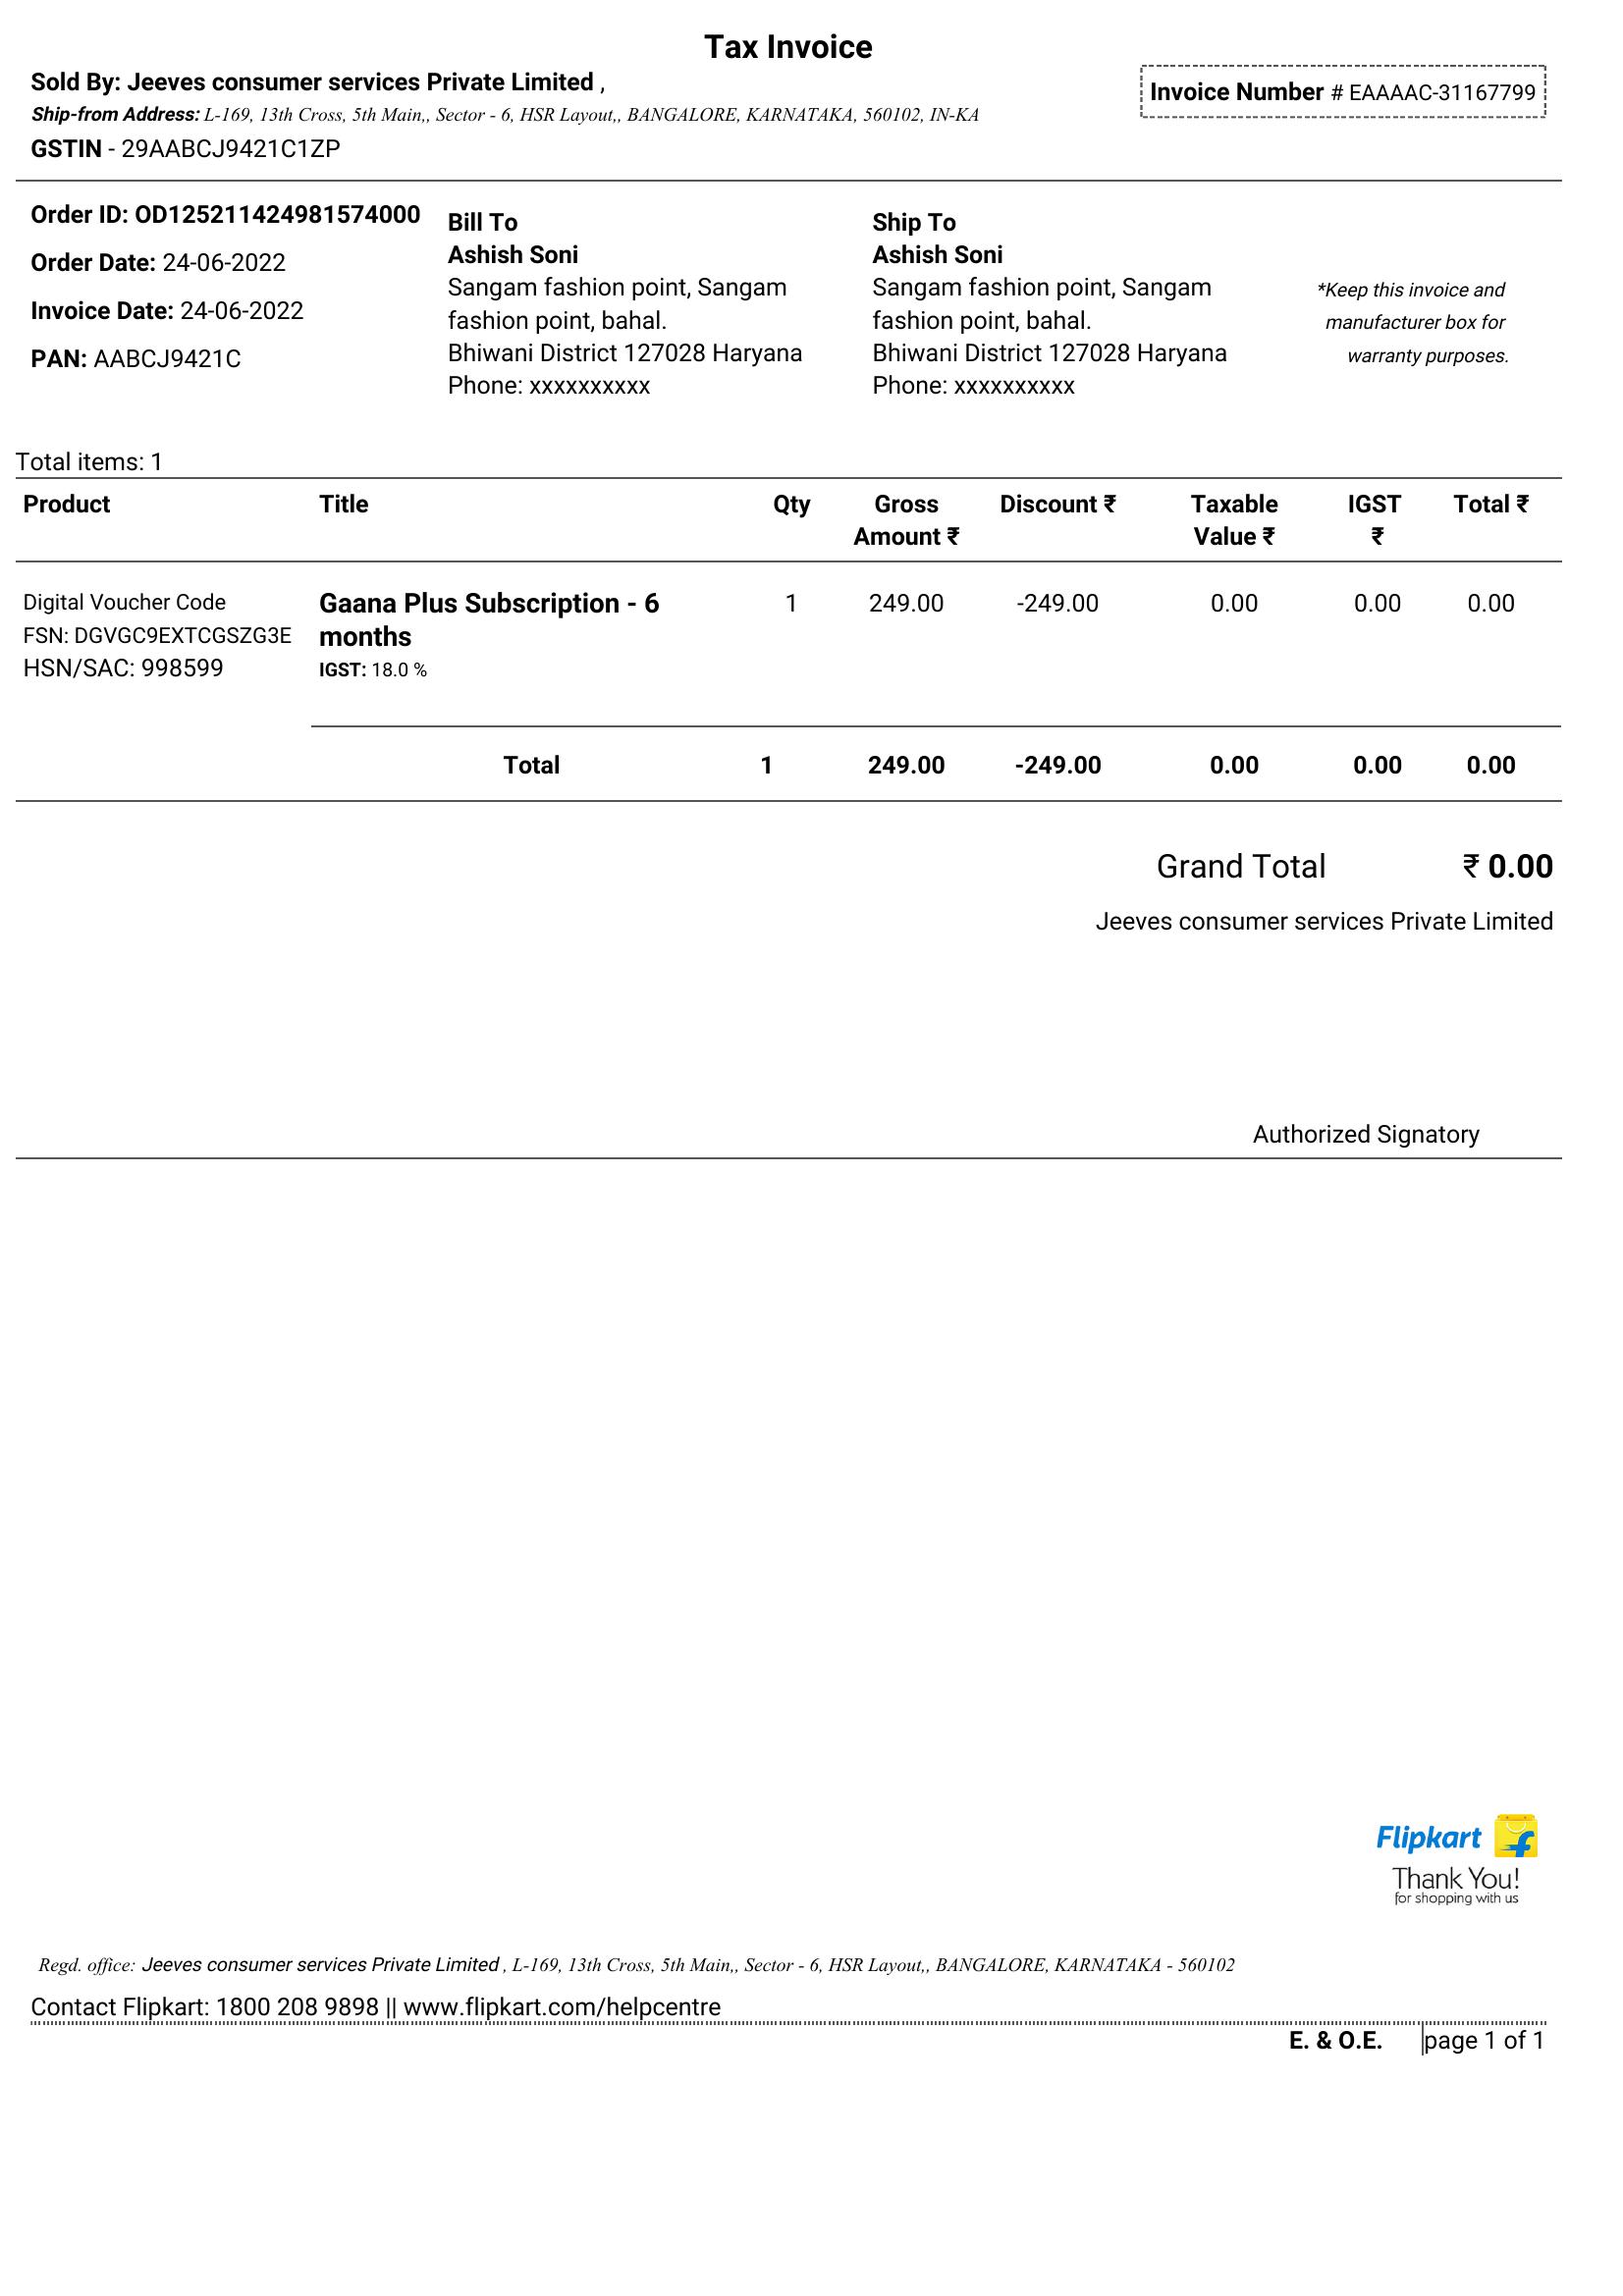 Tax Invoice
Sold By: Jeeves consumer services Private Limited ,
Ship-from Address: L-169, 13th Cross, 5th Main,, Sector - 6, HSR Layout,, BANGALORE, KARNATAKA, 560102, IN-KA
GSTIN - 29AABCJ9421C1ZP
Invoice Number # EAAAAC-31167799
Order ID: OD125211424981574000
Order Date: 24-06-2022
Invoice Date: 24-06-2022
PAN: AABCJ9421C
Bill To
Ashish Soni
Sangam fashion point, Sangam
fashion point, bahal.
Bhiwani District 127028 Haryana
Phone: xxxxxxxxxx
Ship To
Ashish Soni
Sangam fashion point, Sangam
fashion point, bahal.
Bhiwani District 127028 Haryana
Phone: xxxxxxxxxx
*Keep this invoice and
manufacturer box for
warranty purposes.
Total items: 1
Product Title Qty Gross Discount ₹ Taxable IGST Total ₹
Amount ₹ Value ₹ ₹
Digital Voucher Code Gaana Plus Subscription - 6 1 249.00 -249.00 0.00 0.00 0.00
FSN: DGVGC9EXTCGSZG3E months
HSN/SAC: 998599 IGST: 18.0 %
Total 1 249.00 -249.00 0.00 0.00 0.00
Grand Total ₹ 0.00
Jeeves consumer services Private Limited
Authorized Signatory
Flipkart
Thank You!
for shopping with us
Regd. office: Jeeves consumer services Private Limited , L-169, 13th Cross, 5th Main,, Sector - 6, HSR Layout,, BANGALORE, KARNATAKA - 560102
Contact Flipkart: 1800 208 9898 || www.flipkart.com/helpcentre
E. & O.E. page 1 of 1